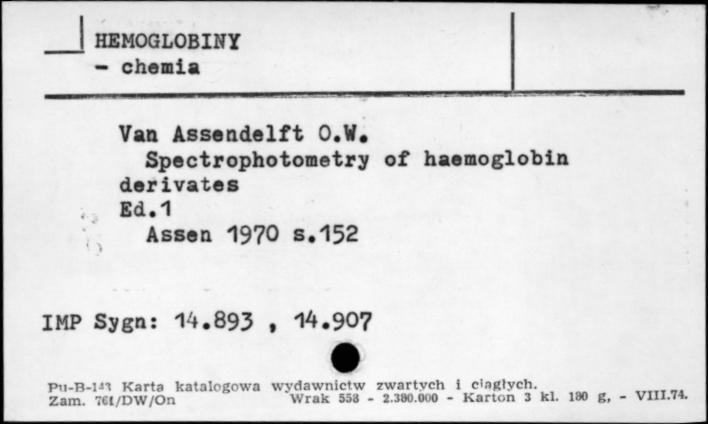 HEMOGLOBINY
- chemia
Van Assendelft O.W.
Spectrophotometry of haemoglobin
derivates
Ed.1
Assen 1970 s.152
IMP Sygn: 14.893 , 14.907
Pu-B-143 Karta katalogowa wydawnictw zwartych i ciągłych.
Zam. 761/DW/On Wrak 558 - 2.380.000 - Karton 3 kl. 180 g, - VIII.74.